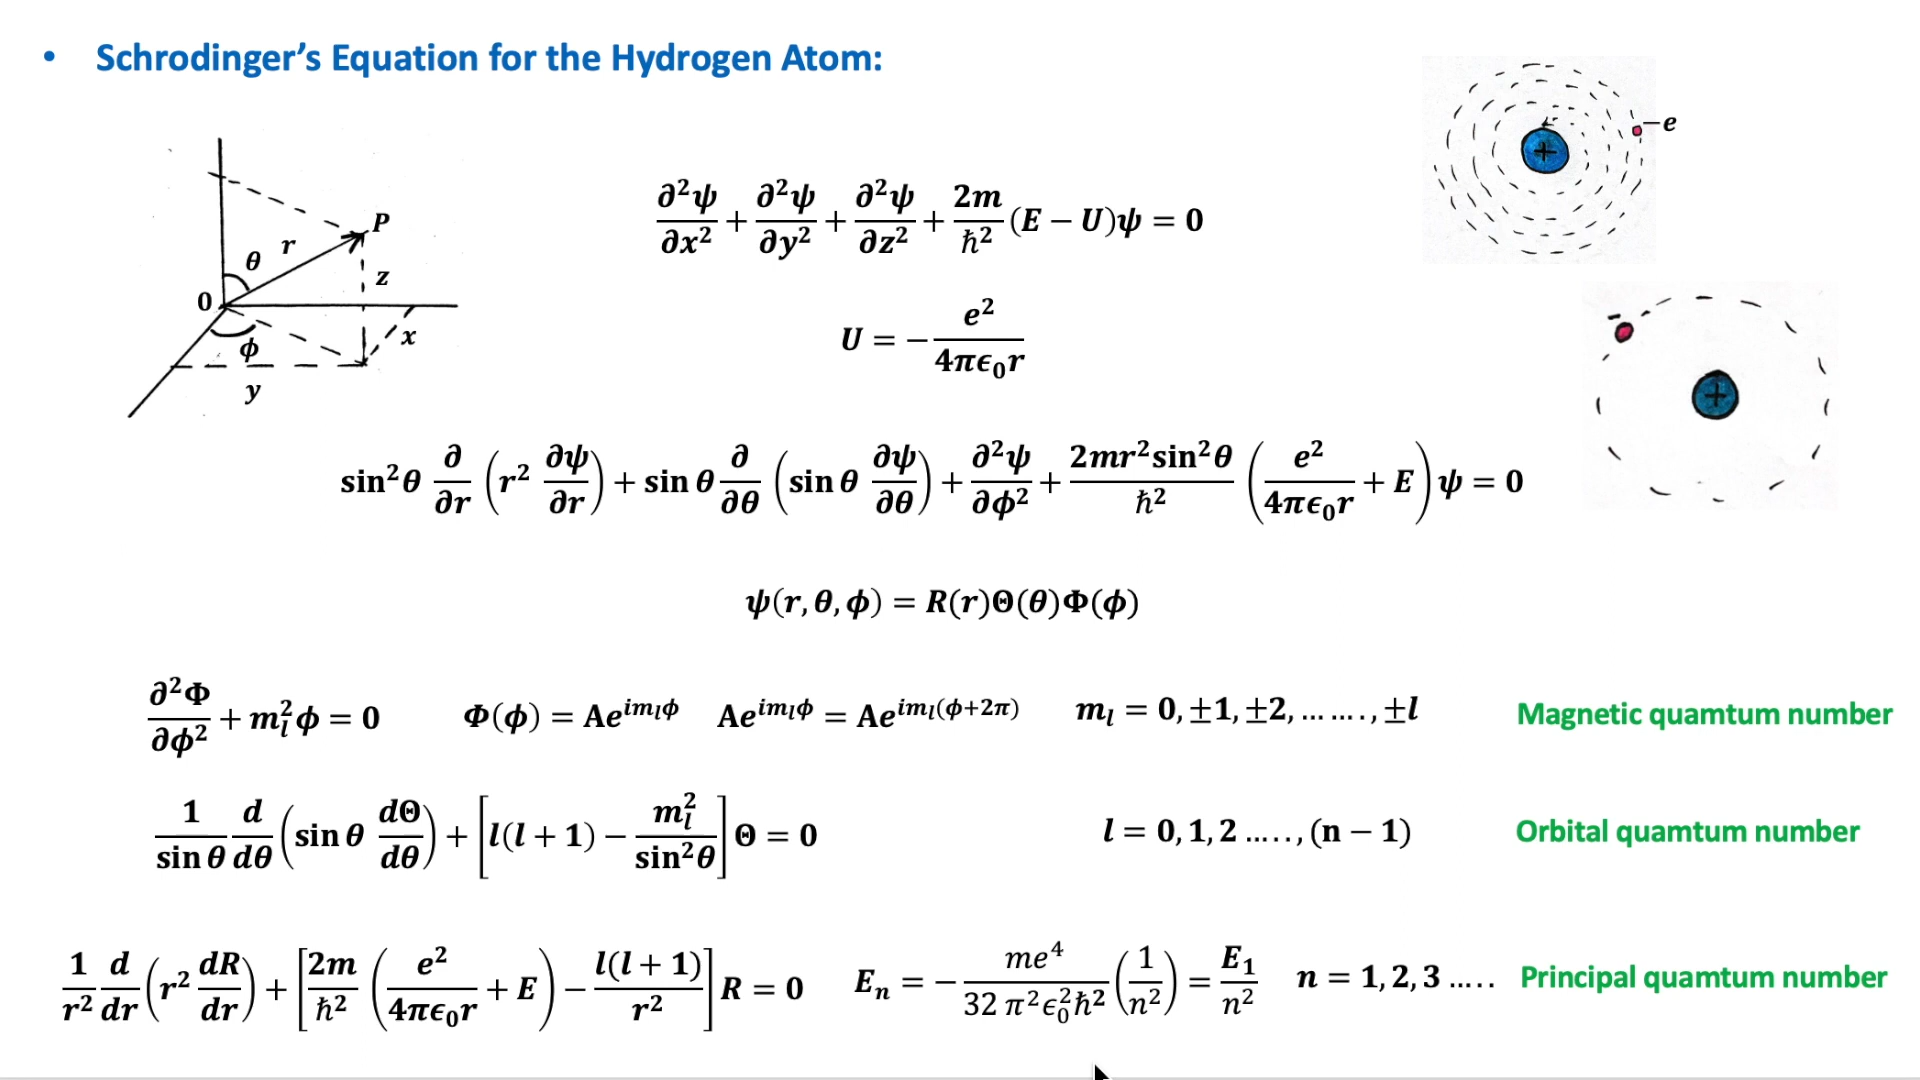 • Schrodinger's Equation for the Hydrogen Atom:
−e
P
θ r
z
0
x
ϕ
y
+
∂²ψ/∂x² + ∂²ψ/∂y² + ∂²ψ/∂z² + 2m/ℏ² (E − U)ψ = 0
U = − e²/4πϵ₀r
-
+
sin²θ ∂/∂r (r² ∂ψ/∂r) + sin θ ∂/∂θ (sin θ ∂ψ/∂θ) + ∂²ψ/∂ϕ² + 2mr²sin²θ/ℏ² (e²/4πϵ₀r + E) ψ = 0
ψ(r, θ, ϕ) = R(r)Θ(θ)Φ(ϕ)
∂²Φ/∂ϕ² + m_l²ϕ = 0 Φ(ϕ) = Ae^{im_lϕ} Ae^{im_lϕ} = Ae^{im_l(ϕ+2π)} m_l = 0, ±1, ±2, … … . , ±l Magnetic quamtum number
1/sin θ d/dθ (sin θ dΘ/dθ) + [l(l + 1) − m_l²/sin²θ] Θ = 0 l = 0, 1, 2 … . . , (n − 1) Orbital quamtum number
1/r² d/dr (r² dR/dr) + [2m/ℏ² (e²/4πϵ₀r + E) − l(l + 1)/r²] R = 0 E_n = − me⁴/32 π²ϵ₀²ℏ² (1/n²) = E₁/n² n = 1, 2, 3 … . . Principal quamtum number